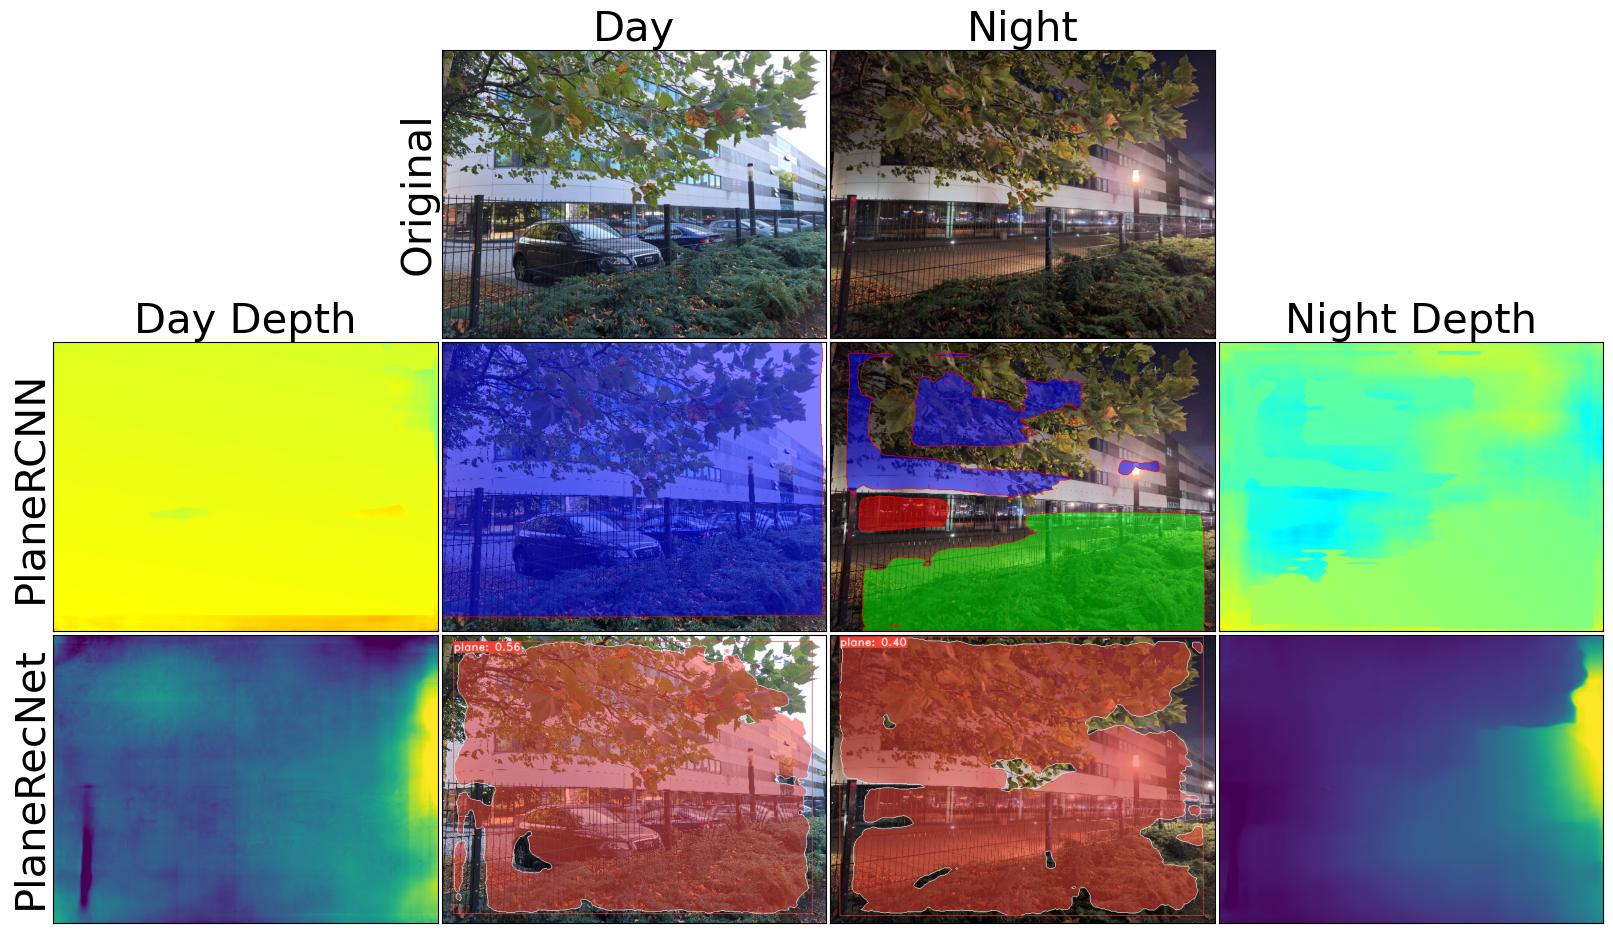 Day
Night
Original
Day Depth
Night Depth
PlaneRCNN
PlaneRecNet
plane: 0.56
plane: 0.40